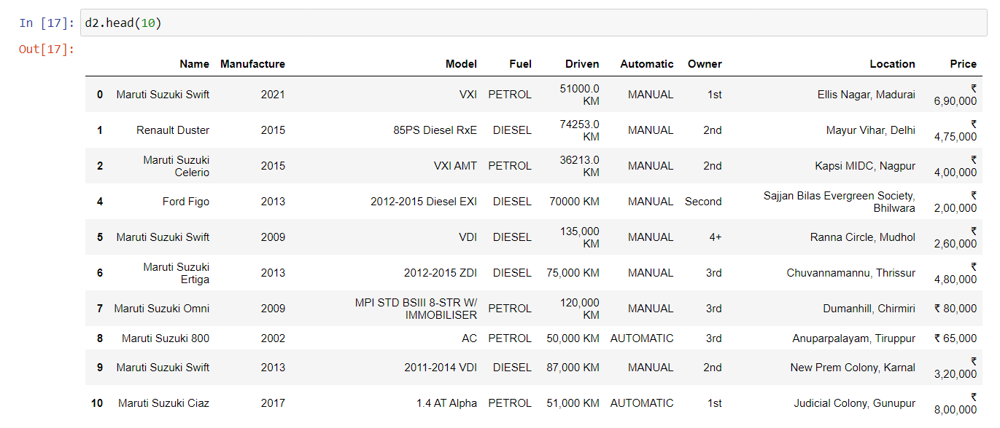 In [17]: d2.head(10)
Out[17]:
Name Manufacture Model Fuel Driven Automatic Owner Location Price
0 Maruti Suzuki Swift 2021 VXI PETROL 51000.0 KM MANUAL 1st Ellis Nagar, Madurai ₹ 6,90,000
1 Renault Duster 2015 85PS Diesel RxE DIESEL 74253.0 KM MANUAL 2nd Mayur Vihar, Delhi ₹ 4,75,000
2 Maruti Suzuki Celerio 2015 VXI AMT PETROL 36213.0 KM MANUAL 2nd Kapsi MIDC, Nagpur ₹ 4,00,000
4 Ford Figo 2013 2012-2015 Diesel EXI DIESEL 70000 KM MANUAL Second Sajjan Bilas Evergreen Society, Bhilwara ₹ 2,00,000
5 Maruti Suzuki Swift 2009 VDI DIESEL 135,000 KM MANUAL 4+ Ranna Circle, Mudhol ₹ 2,60,000
6 Maruti Suzuki Ertiga 2013 2012-2015 ZDI DIESEL 75,000 KM MANUAL 3rd Chuvannamannu, Thrissur ₹ 4,80,000
7 Maruti Suzuki Omni 2009 MPI STD BSIII 8-STR W/ IMMOBILISER PETROL 120,000 KM MANUAL 3rd Dumanhill, Chirmiri ₹ 80,000
8 Maruti Suzuki 800 2002 AC PETROL 50,000 KM AUTOMATIC 3rd Anuparpalayam, Tiruppur ₹ 65,000
9 Maruti Suzuki Swift 2013 2011-2014 VDI DIESEL 87,000 KM MANUAL 2nd New Prem Colony, Karnal ₹ 3,20,000
10 Maruti Suzuki Ciaz 2017 1.4 AT Alpha PETROL 51,000 KM AUTOMATIC 1st Judicial Colony, Gunupur ₹ 8,00,000